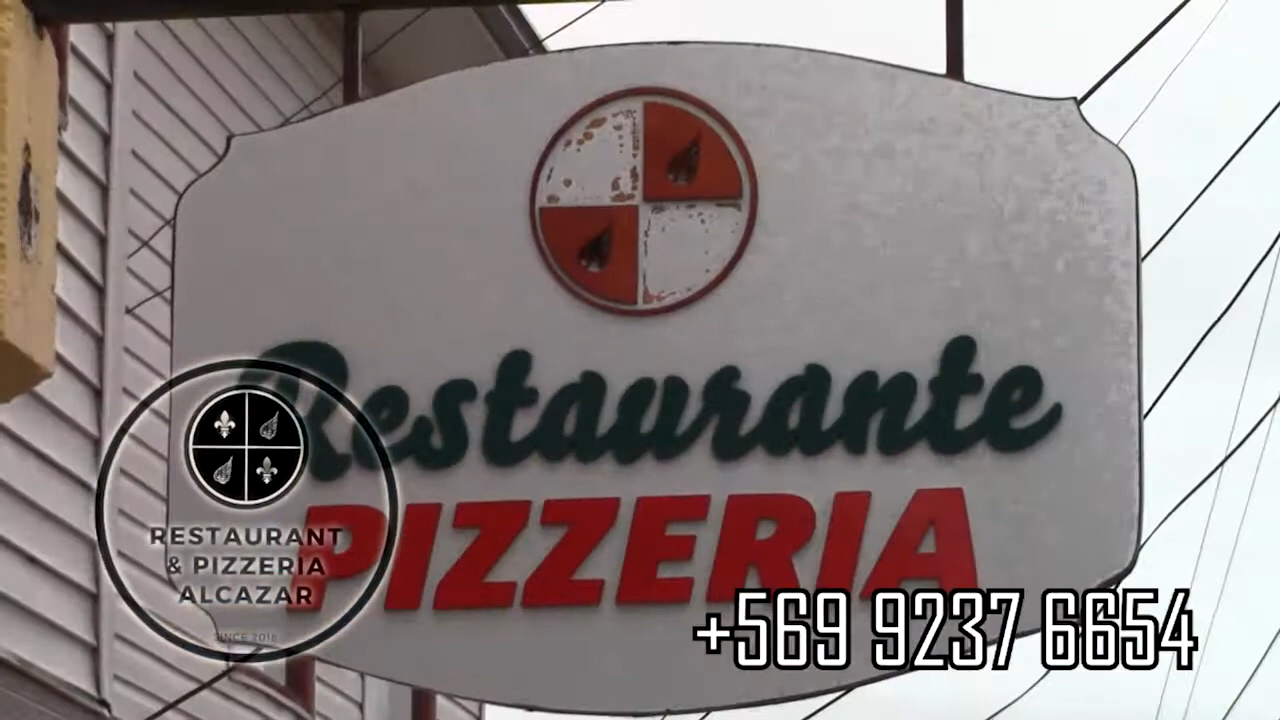 Restaurante
PIZZERIA
RESTAURANT
& PIZZERIA
ALCAZAR
SINCE 2018
+569 9237 6654